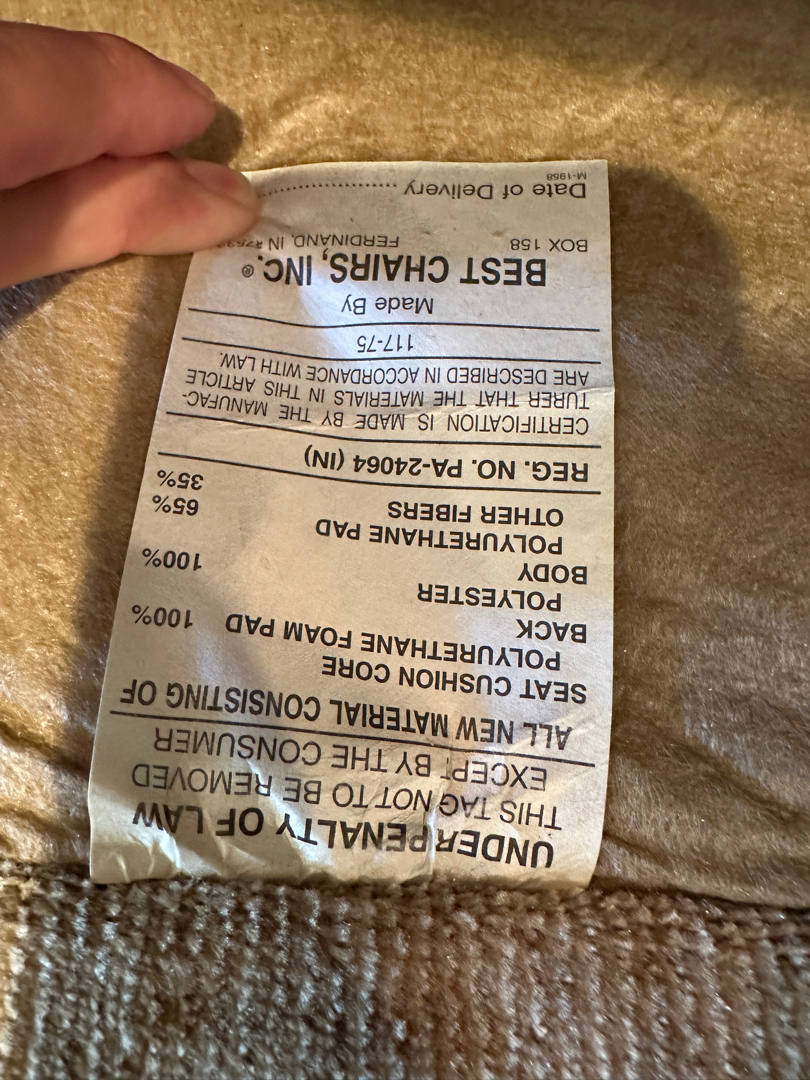 UNDER PENALTY OF LAW
THIS TAG NOT TO BE REMOVED
EXCEPT BY THE CONSUMER
ALL NEW MATERIAL CONSISTING OF
SEAT CUSHION CORE
POLYURETHANE FOAM PAD 100%
BACK
POLYESTER 100%
BODY
POLYURETHANE PAD 65%
OTHER FIBERS 35%
REG. NO. PA-24064 (IN)
CERTIFICATION IS MADE BY THE MANUFAC-
TURER THAT THE MATERIALS IN THIS ARTICLE
ARE DESCRIBED IN ACCORDANCE WITH LAW.
117-75
Made By
BEST CHAIRS, INC.®
BOX 158 FERDINAND, IN
Date of Delivery
M-1958